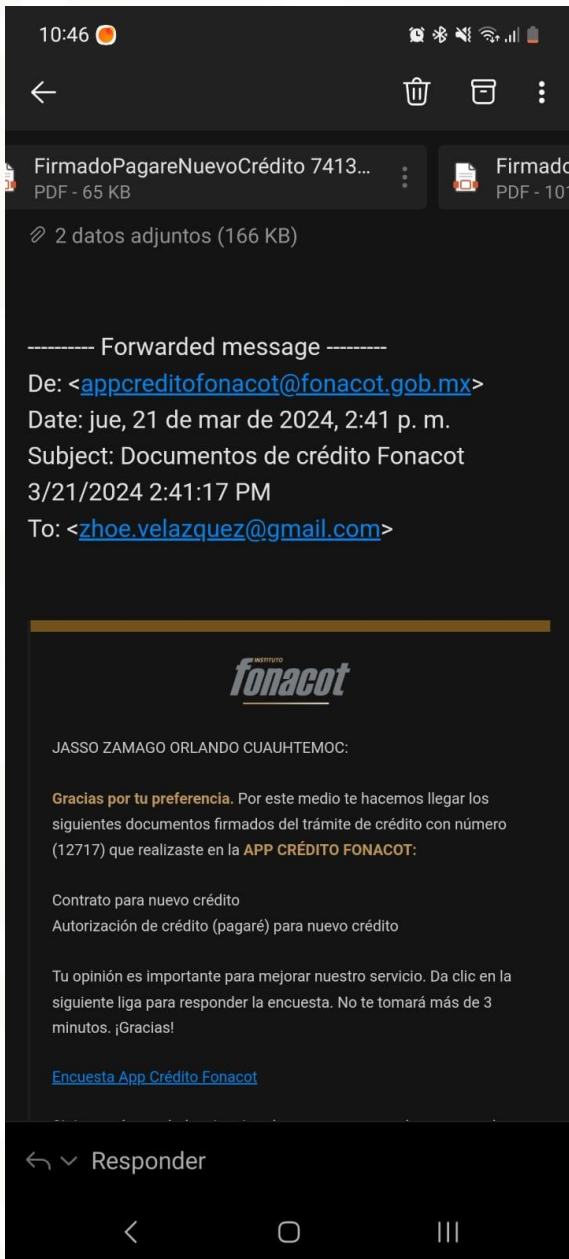 10:46
FirmadoPagareNuevoCrédito 7413...
PDF - 65 KB
Firmado
PDF - 101
2 datos adjuntos (166 KB)
---------- Forwarded message ---------
De: <appcreditofonacot@fonacot.gob.mx>
Date: jue, 21 de mar de 2024, 2:41 p. m.
Subject: Documentos de crédito Fonacot
3/21/2024 2:41:17 PM
To: <zhoe.velazquez@gmail.com>
INSTITUTO
fonacot
JASSO ZAMAGO ORLANDO CUAUHTEMOC:
Gracias por tu preferencia. Por este medio te hacemos llegar los
siguientes documentos firmados del trámite de crédito con número
(12717) que realizaste en la APP CRÉDITO FONACOT:
Contrato para nuevo crédito
Autorización de crédito (pagaré) para nuevo crédito
Tu opinión es importante para mejorar nuestro servicio. Da clic en la
siguiente liga para responder la encuesta. No te tomará más de 3
minutos. ¡Gracias!
Encuesta App Crédito Fonacot
Responder